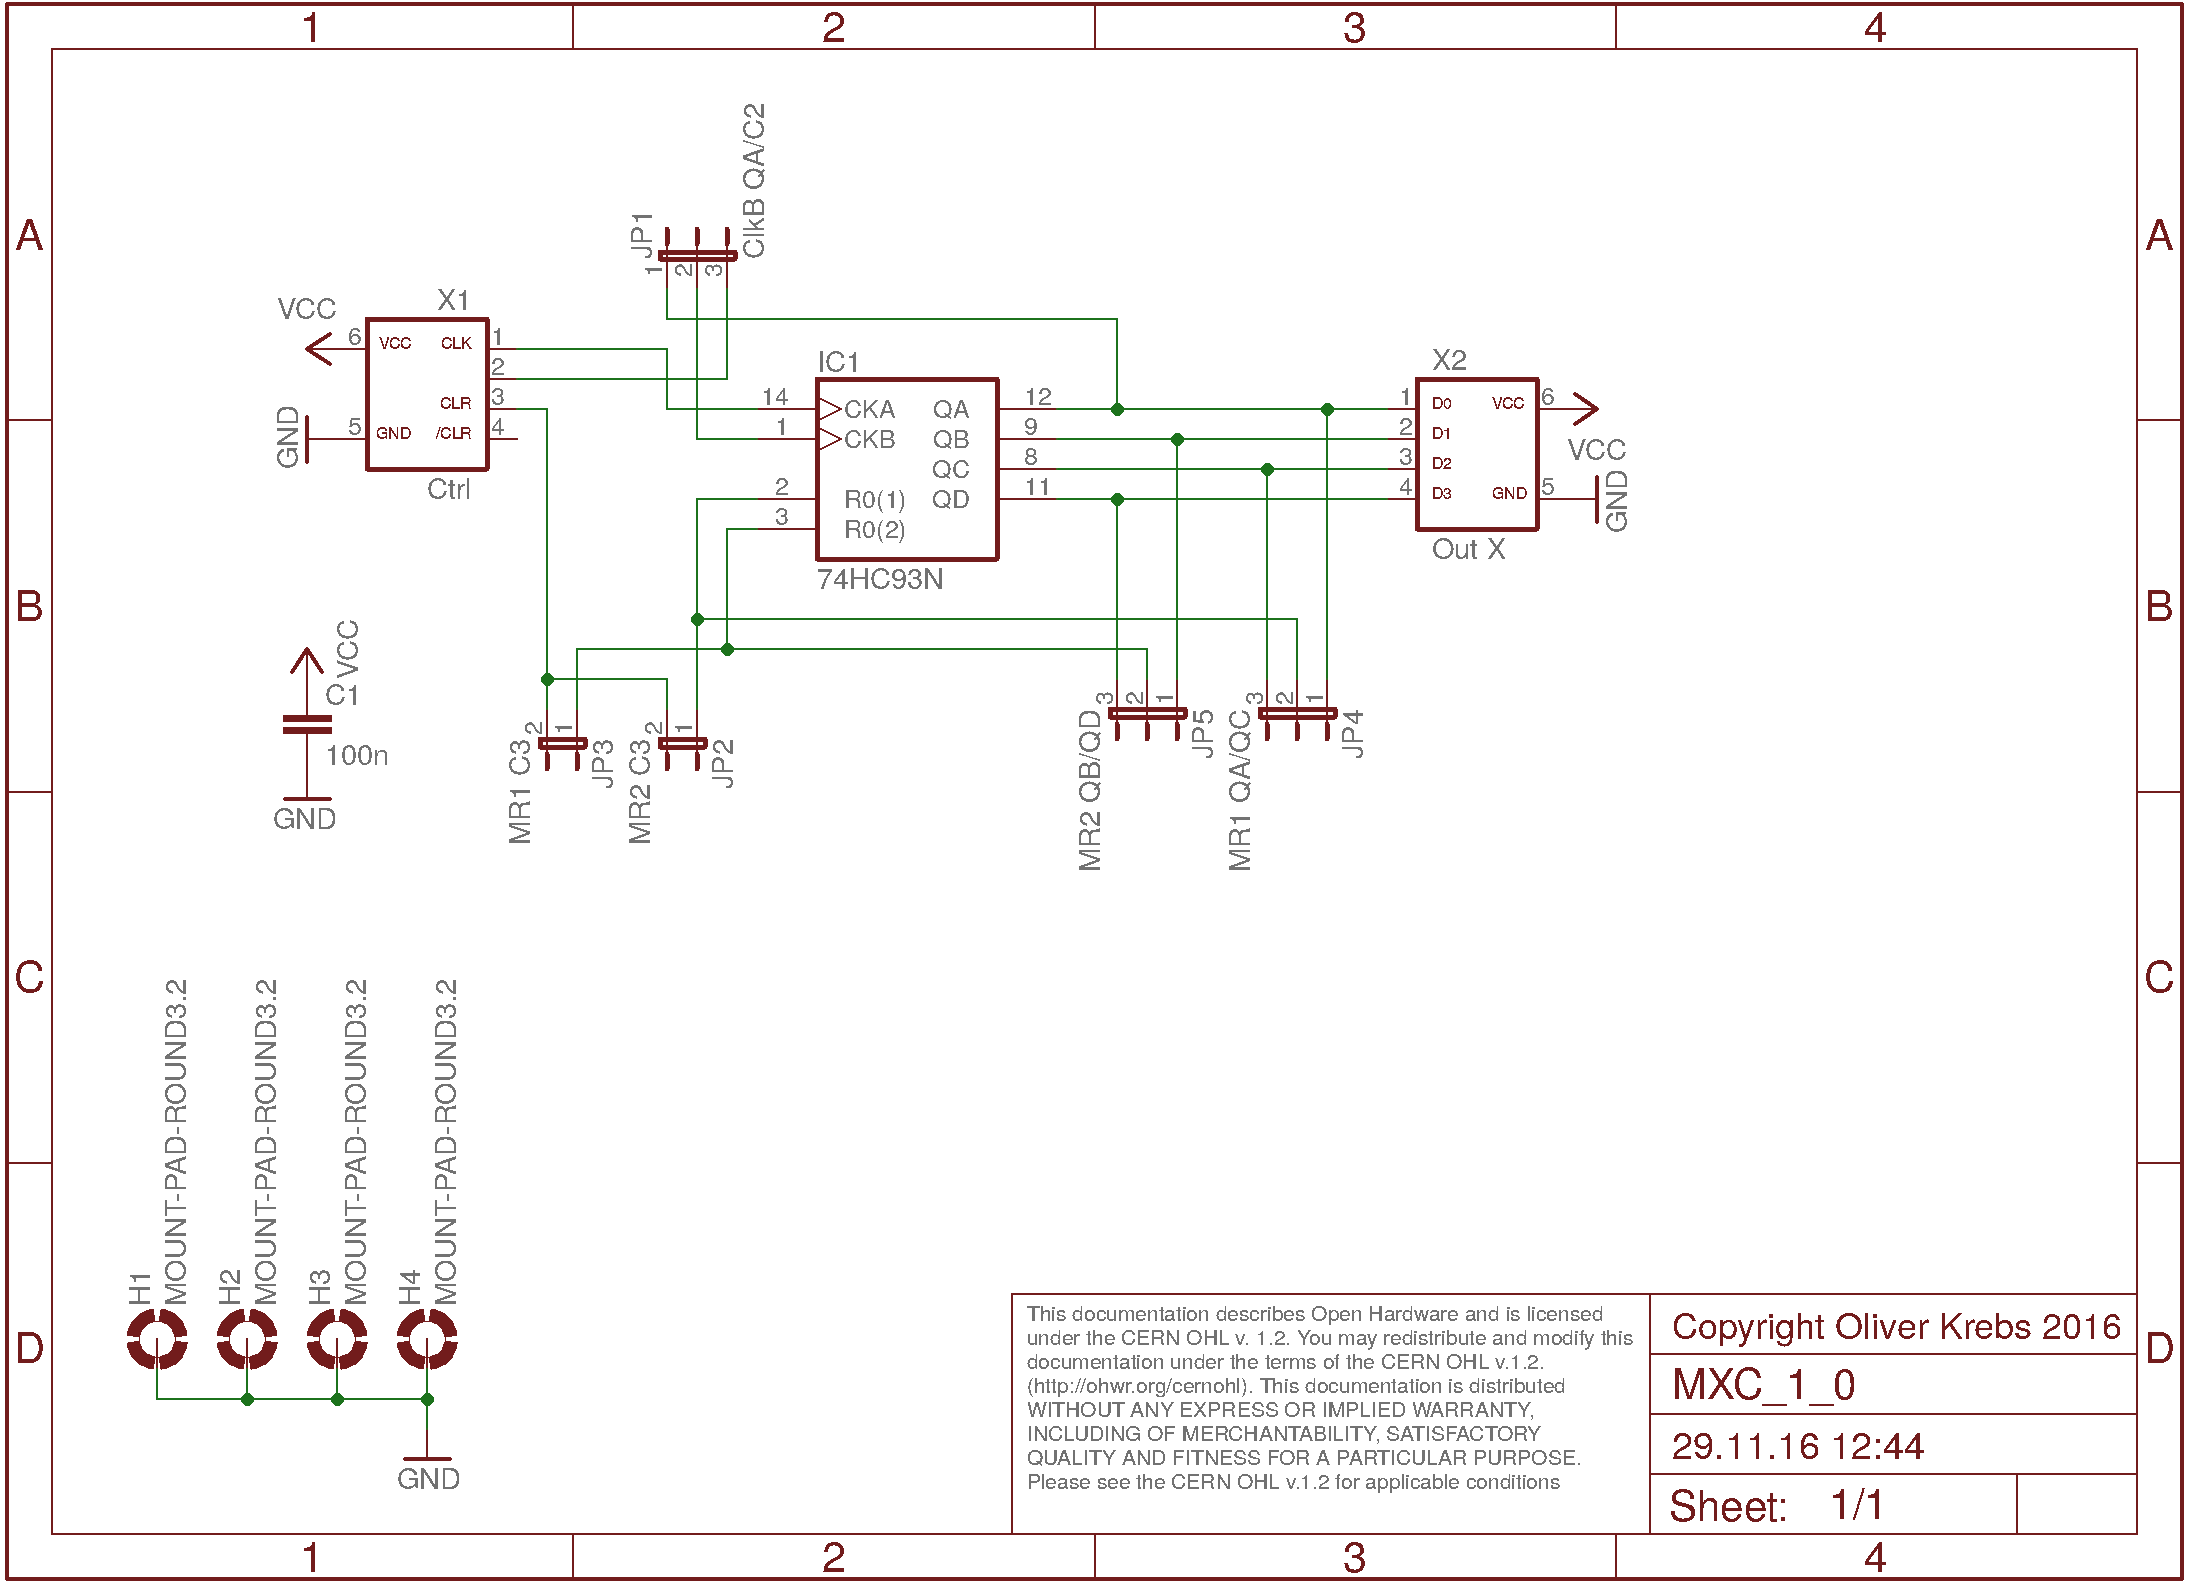 1 2 3 4
A A
B B
C C
D D
1 2 3 4
JP1
ClkB QA/C2
1 2 3
X1
VCC
6 VCC CLK 1
2
CLR 3
GND
5 GND /CLR 4
Ctrl
IC1
14 CKA QA 12
1 CKB QB 9
QC 8
2 R0(1) QD 11
3 R0(2)
74HC93N
X2
1 D0 VCC 6
2 D1
VCC
3 D2
4 D3 GND 5
GND
Out X
VCC
C1
100n
GND
MR1 C3
2 1
JP3
MR2 C3
2 1
JP2
MR2 QB/QD
3 2 1
JP5
MR1 QA/QC
3 2 1
JP4
H1
MOUNT-PAD-ROUND3.2
H2
MOUNT-PAD-ROUND3.2
H3
MOUNT-PAD-ROUND3.2
H4
MOUNT-PAD-ROUND3.2
GND
This documentation describes Open Hardware and is licensed
under the CERN OHL v. 1.2. You may redistribute and modify this
documentation under the terms of the CERN OHL v.1.2.
(http://ohwr.org/cernohl). This documentation is distributed
WITHOUT ANY EXPRESS OR IMPLIED WARRANTY,
INCLUDING OF MERCHANTABILITY, SATISFACTORY
QUALITY AND FITNESS FOR A PARTICULAR PURPOSE.
Please see the CERN OHL v.1.2 for applicable conditions
Copyright Oliver Krebs 2016
MXC_1_0
29.11.16 12:44
Sheet: 1/1